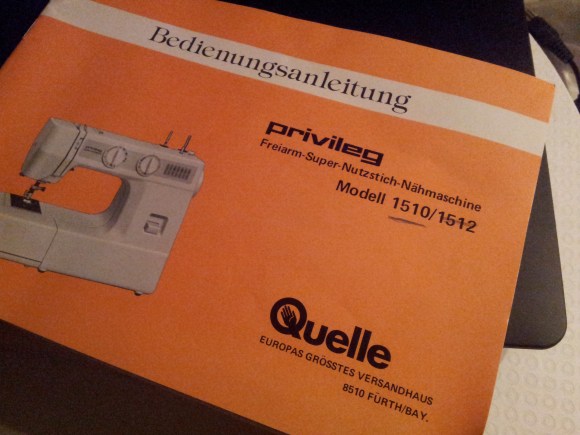 Bedienungsanleitung
privileg
Freiarm-Super-Nutzstich-Nähmaschine
Modell 1510/1512
Quelle
EUROPAS GRÖSSTES VERSANDHAUS
8510 FÜRTH/BAY.